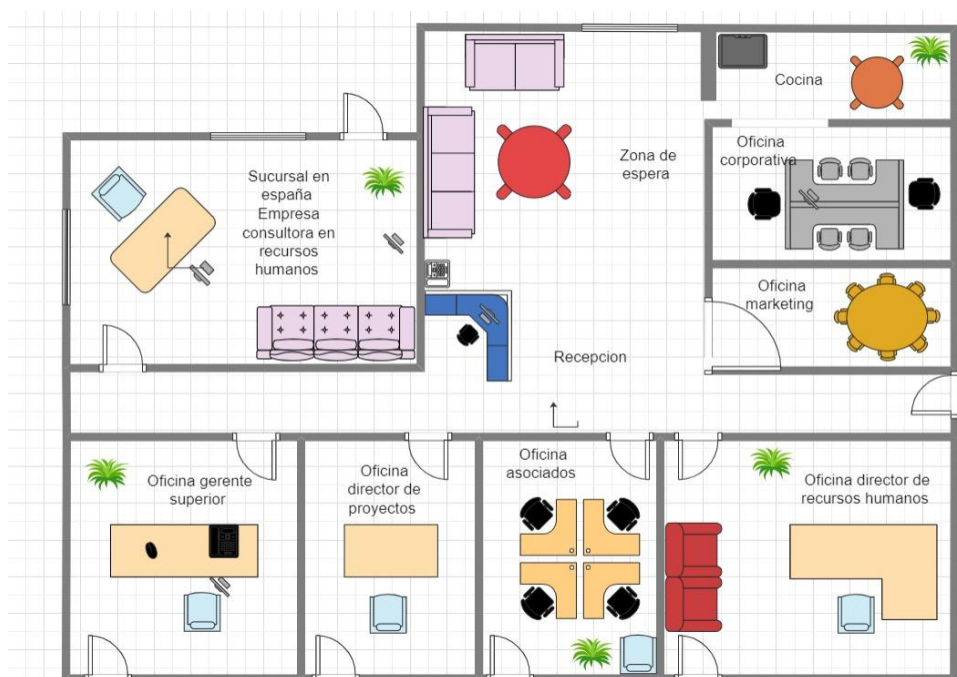 Cocina
Oficina
corporativa
Zona de
espera
Sucursal en
españa
Empresa
consultora en
recursos
humanos
Oficina
marketing
Recepcion
Oficina gerente
superior
Oficina
director de
proyectos
Oficina
asociados
Oficina director de
recursos humanos